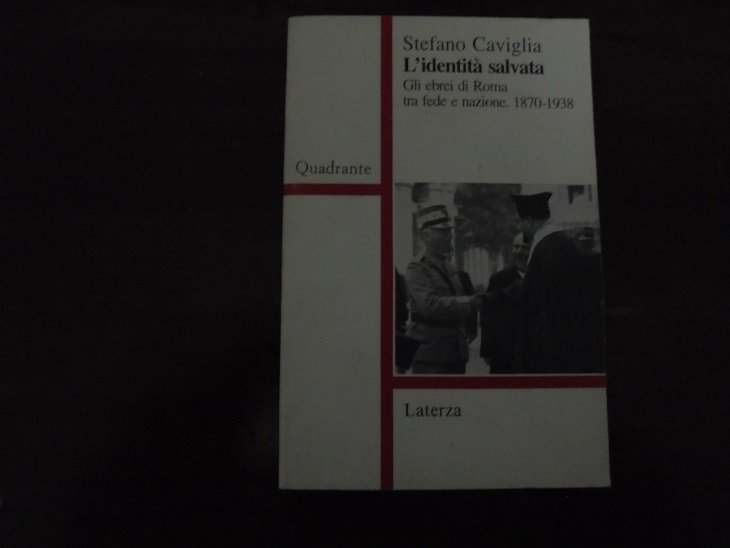 Stefano Caviglia
L'identità salvata
Gli ebrei di Roma
tra fede e nazione. 1870-1938
Quadrante
Laterza